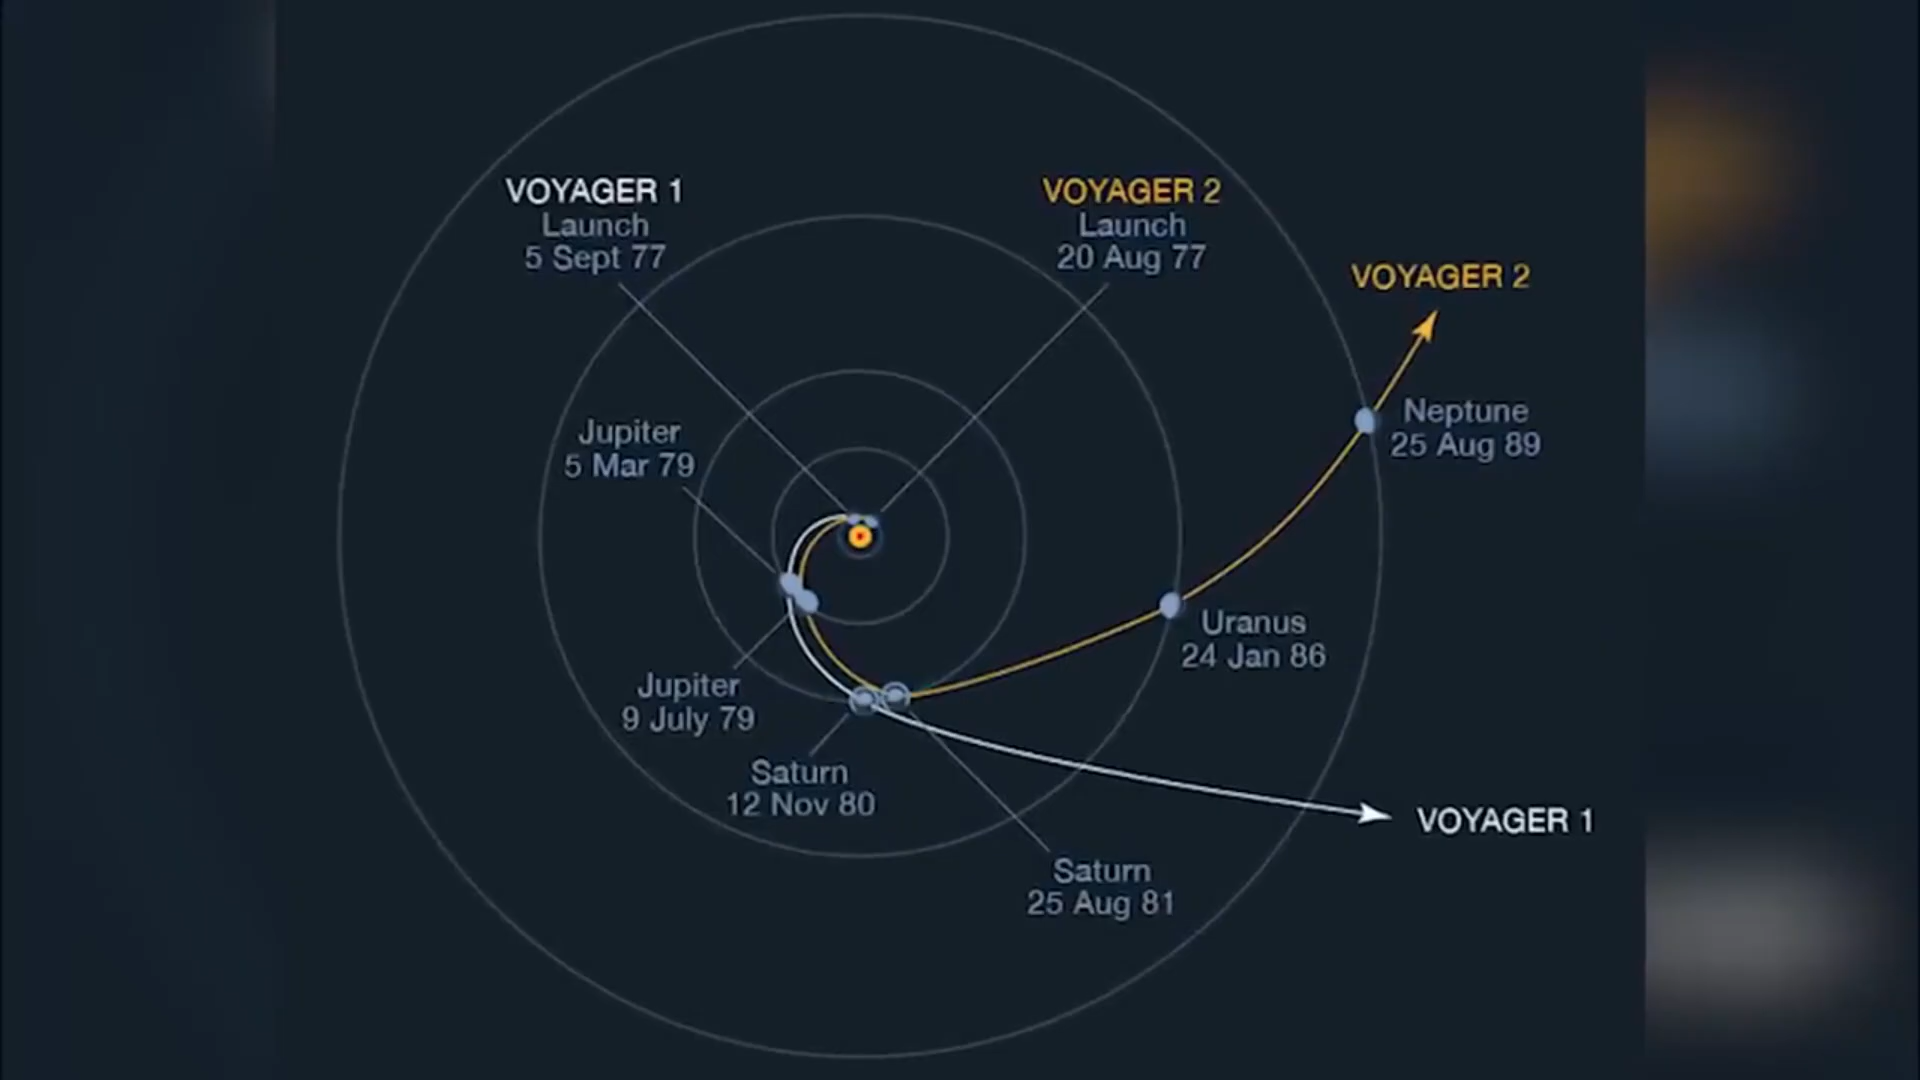 VOYAGER 1
Launch
5 Sept 77
VOYAGER 2
Launch
20 Aug 77
VOYAGER 2
Jupiter
5 Mar 79
Neptune
25 Aug 89
Uranus
24 Jan 86
Jupiter
9 July 79
Saturn
12 Nov 80
VOYAGER 1
Saturn
25 Aug 81